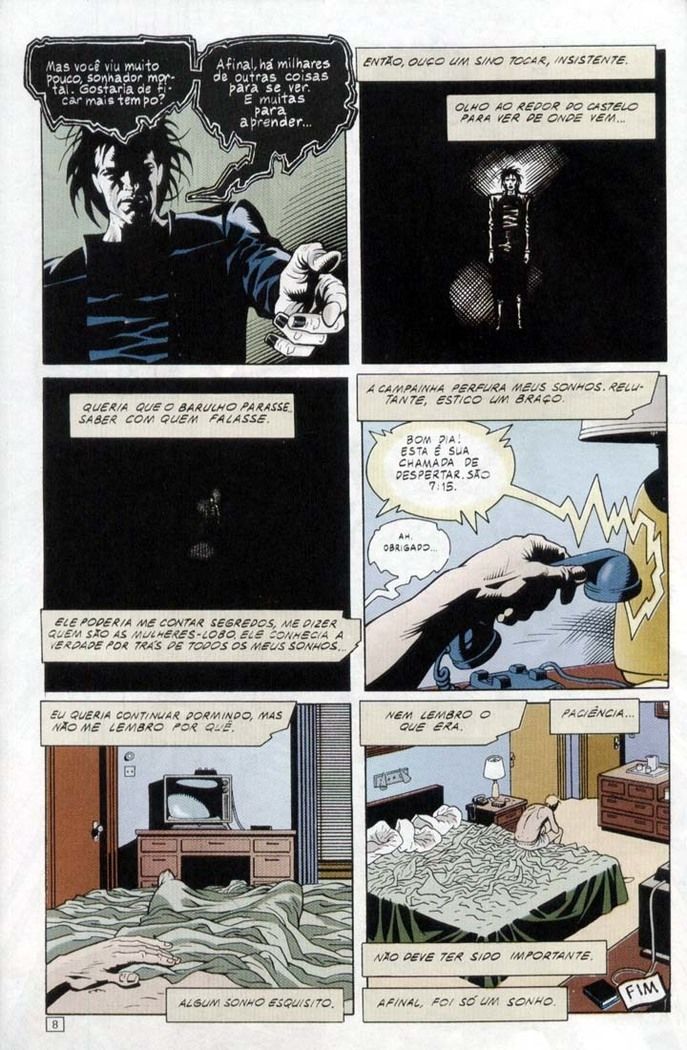 Mas você viu muito
pouco, sonhador mor-
tal. Gostaria de fi-
car mais tempo?
Afinal, há milhares
de outras coisas
para se ver.
E muitas
para
aprender...
ENTÃO, OUÇO UM SINO TOCAR, INSISTENTE.
OLHO AO REDOR DO CASTELO
PARA VER DE ONDE VEM...
QUERIA QUE O BARULHO PARASSE,
SABER COM QUEM FALASSE.
ELE PODERIA ME CONTAR SEGREDOS, ME DIZER
QUEM SÃO AS MULHERES-LOBO. ELE CONHECIA A
VERDADE POR TRÁS DE TODOS OS MEUS SONHOS...
A CAMPAINHA PERFURA MEUS SONHOS. RELU-
TANTE, ESTICO UM BRAÇO.
BOM DIA!
ESTA É SUA
CHAMADA DE
DESPERTAR. SÃO
7:15.
AH.
OBRIGADO...
EU QUERIA CONTINUAR DORMINDO, MAS
NÃO ME LEMBRO POR QUÊ.
ALGUM SONHO ESQUISITO.
NEM LEMBRO O
QUE ERA.
PACIÊNCIA...
NÃO DEVE TER SIDO IMPORTANTE.
AFINAL, FOI SÓ UM SONHO.
FIM
8